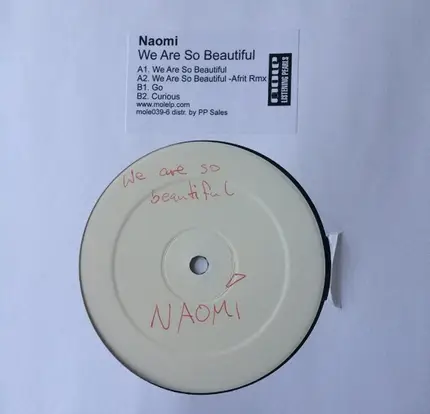 Naomi
We Are So Beautiful
A1. We Are So Beautiful
A2. We Are So Beautiful -Afrit Rmx
B1. Go
B2. Curious
www.molelp.com
mole039-6 distr. by PP Sales
mole
LISTENING PEARLS
We are so
beautiful
NAOMI